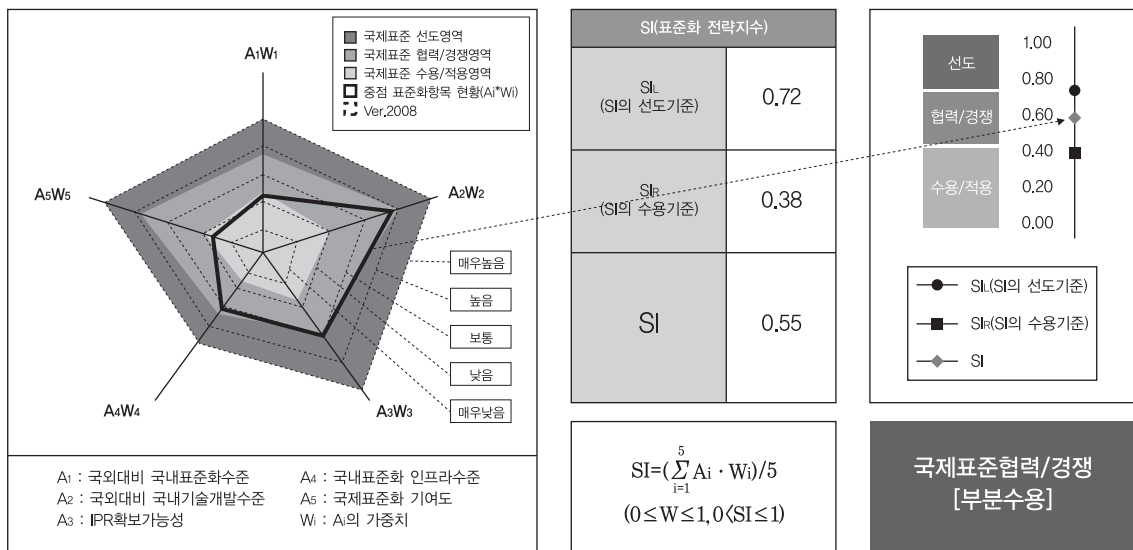 A1W1
A2W2
A3W3
A4W4
A5W5
국제표준 선도영역
국제표준 협력/경쟁영역
국제표준 수용/적용영역
중점 표준화항목 현황(Ai*Wi)
Ver.2008
매우높음
높음
보통
낮음
매우낮음
A1 : 국외대비 국내표준화수준
A2 : 국외대비 국내기술개발수준
A3 : IPR확보가능성
A4 : 국내표준화 인프라수준
A5 : 국제표준화 기여도
Wi : Ai의 가중치
SI(표준화 전략지수)
SIL
(SI의 선도기준)
0.72
SIR
(SI의 수용기준)
0.38
SI
0.55
SI=(5∑i=1 Ai · Wi)/5
(0≤W≤1, 0<SI≤1)
선도
협력/경쟁
수용/적용
1.00
0.80
0.60
0.40
0.20
0.00
SIL(SI의 선도기준)
SIR(SI의 수용기준)
SI
국제표준협력/경쟁
[부분수용]